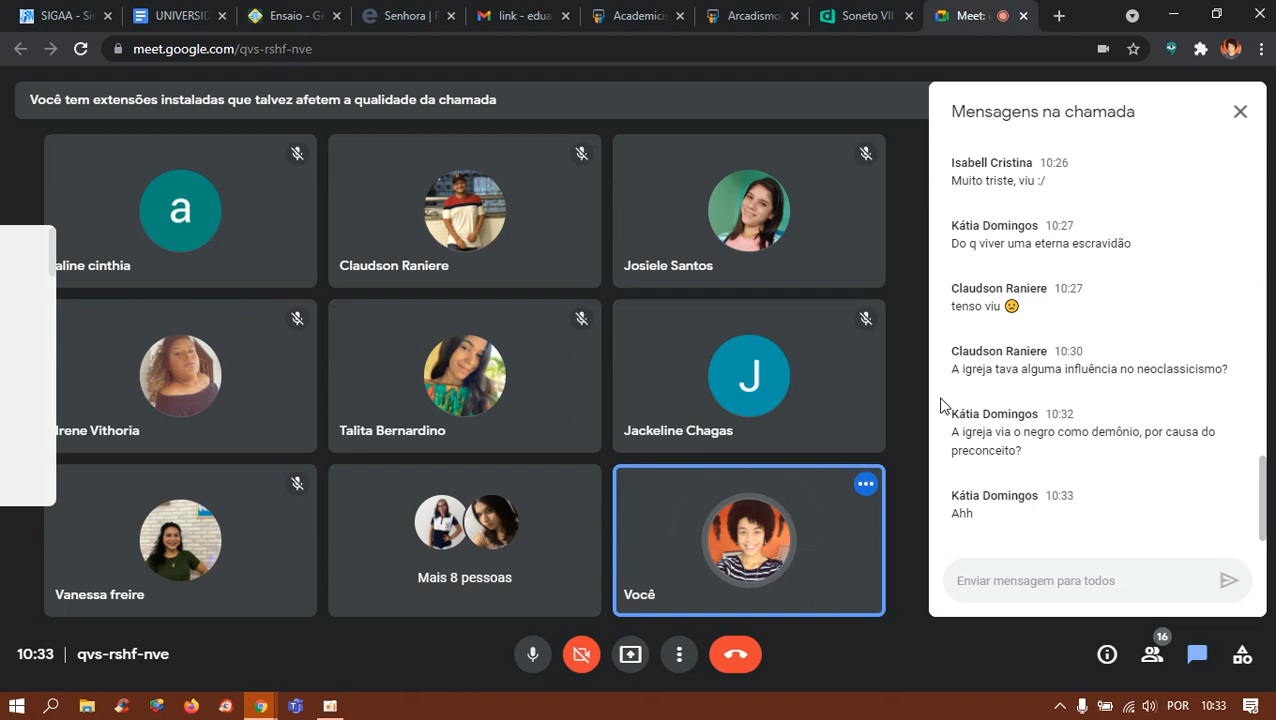 SIGAA - Sis
UNIVERSID
Ensaio - Gê
Senhora | R
link - edua
Academicis
Arcadismo
Soneto VII
Meet:
meet.google.com/qvs-rshf-nve
Você tem extensões instaladas que talvez afetem a qualidade da chamada
a
aline cinthia
Claudson Raniere
Josiele Santos
Irene Vithoria
Talita Bernardino
J
Jackeline Chagas
Vanessa freire
Mais 8 pessoas
Você
Mensagens na chamada
Isabell Cristina 10:26
Muito triste, viu :/
Kátia Domingos 10:27
Do q viver uma eterna escravidão
Claudson Raniere 10:27
tenso viu 😟
Claudson Raniere 10:30
A igreja tava alguma influência no neoclassicismo?
Kátia Domingos 10:32
A igreja via o negro como demônio, por causa do
preconceito?
Kátia Domingos 10:33
Ahh
Enviar mensagem para todos
10:33 | qvs-rshf-nve
16
POR 10:33